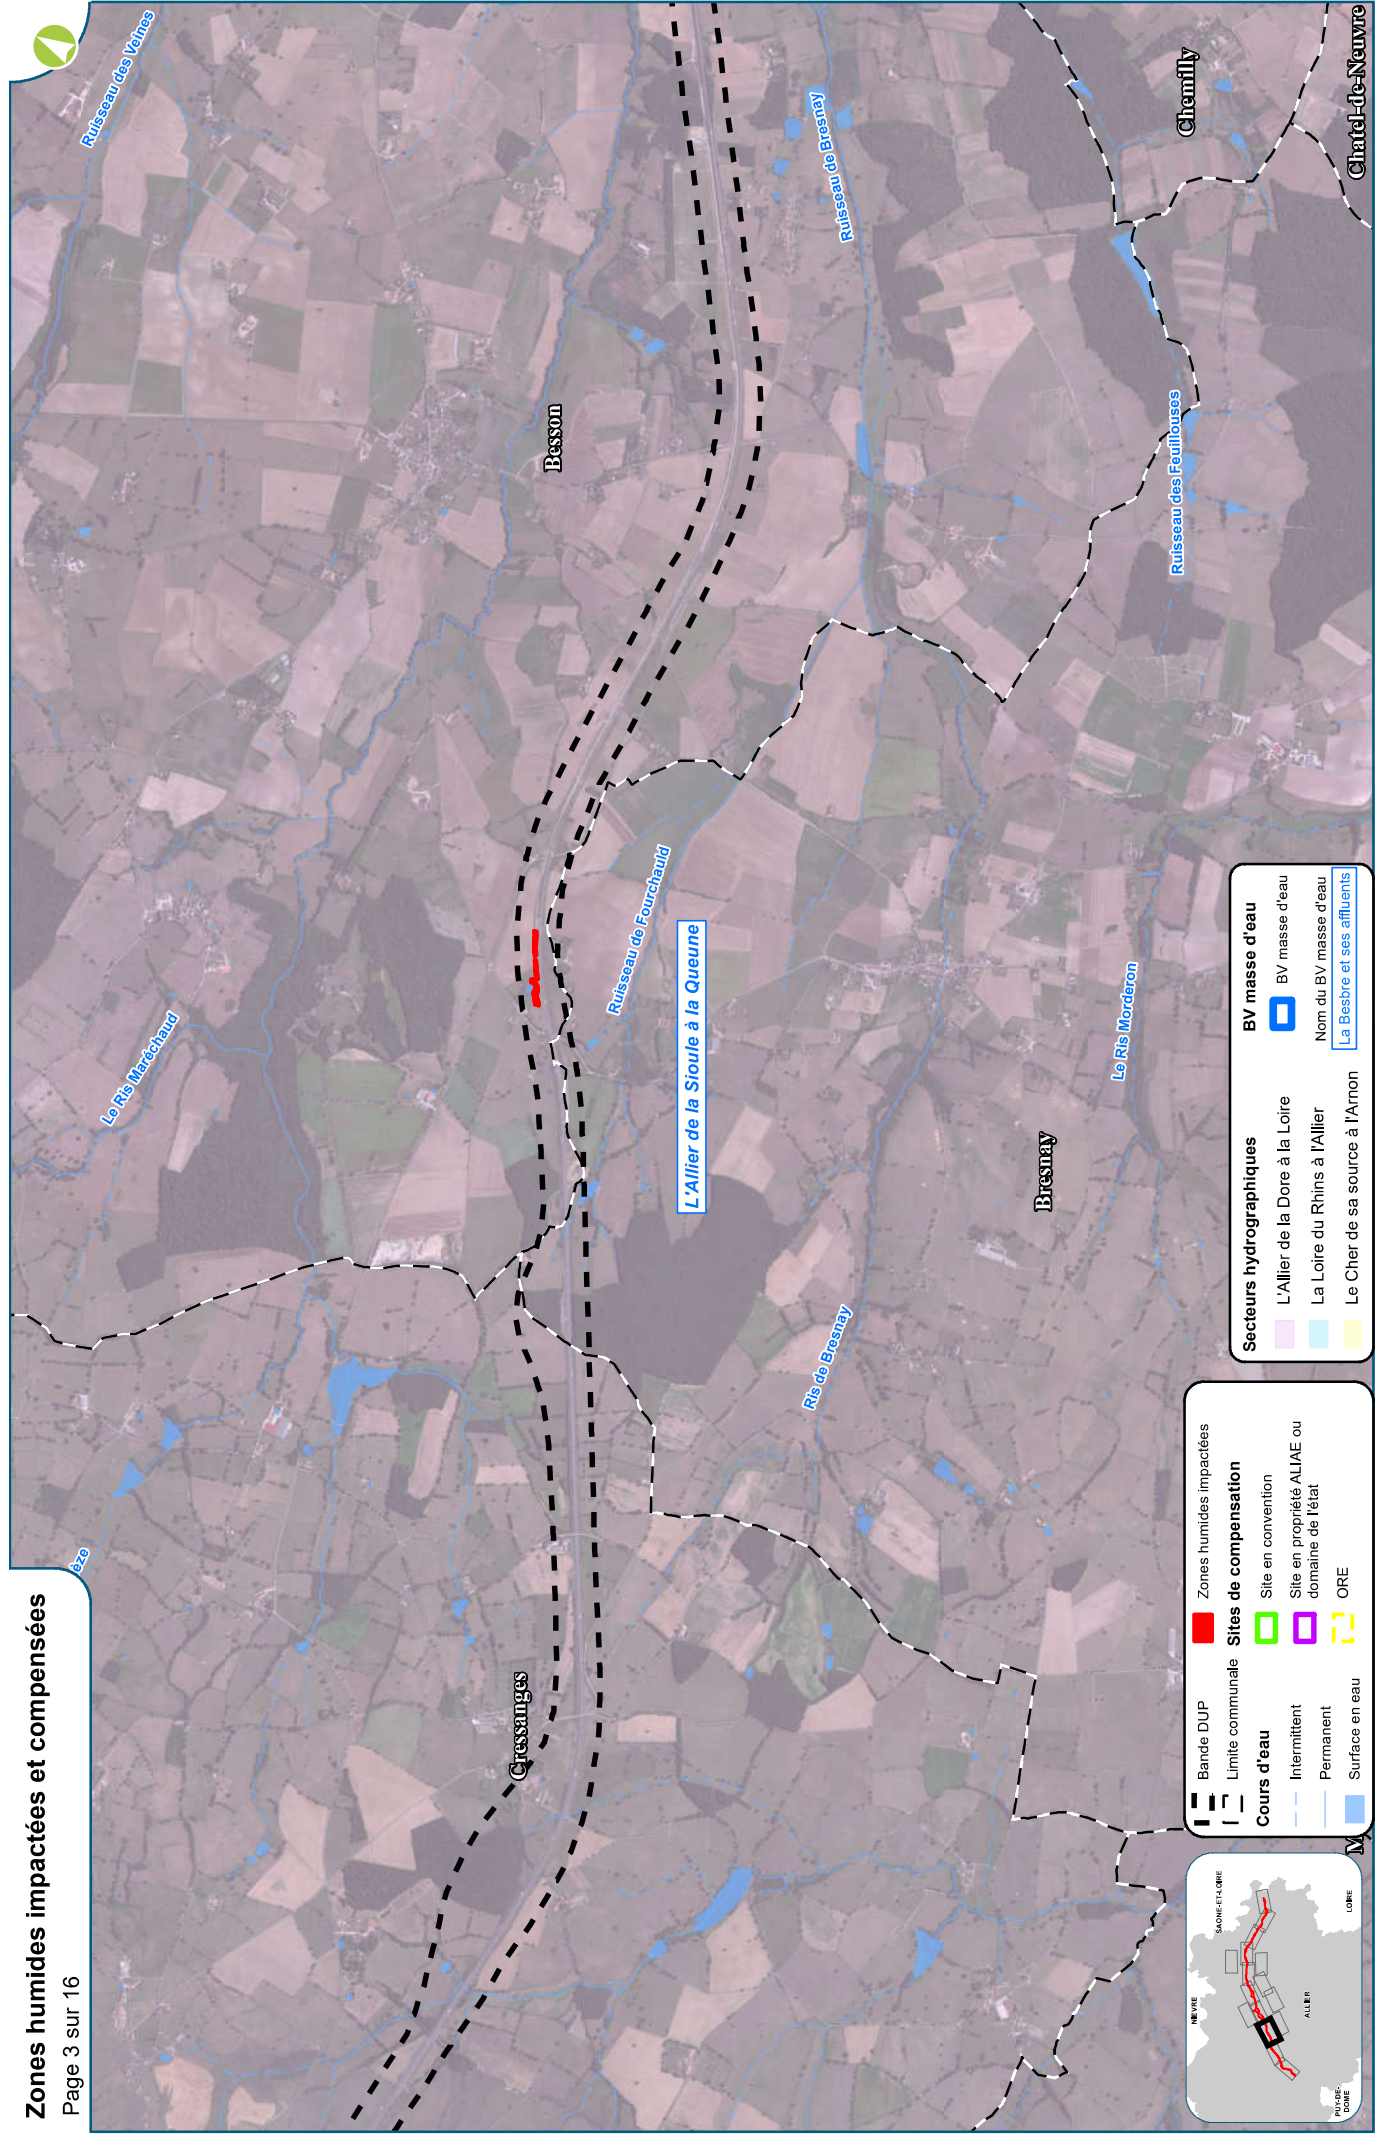 Zones humides impactées et compensées
Page 3 sur 16
èze
Ruisseau des Veines
Le Ris Maréchaud
Besson
Cressanges
Ruisseau de Fourchauld
L'Allier de la Sioule à la Queune
Ruisseau de Bresnay
Ris de Bresnay
Bresnay
Le Ris Morderon
Ruisseau des Feuillouses
Chemilly
Chatel-de-Neuvre
M
NIEVRE
SAONE-ET-LOIRE
ALLIER
LOIRE
PUY-DE-
DOME
Bande DUP
Limite communale
Cours d'eau
Intermittent
Permanent
Surface en eau
Zones humides impactées
Sites de compensation
Site en convention
Site en propriété ALIAE ou
domaine de l'état
ORE
Secteurs hydrographiques
L'Allier de la Dore à la Loire
La Loire du Rhins à l'Allier
Le Cher de sa source à l'Arnon
BV masse d'eau
BV masse d'eau
Nom du BV masse d'eau
La Besbre et ses affluents